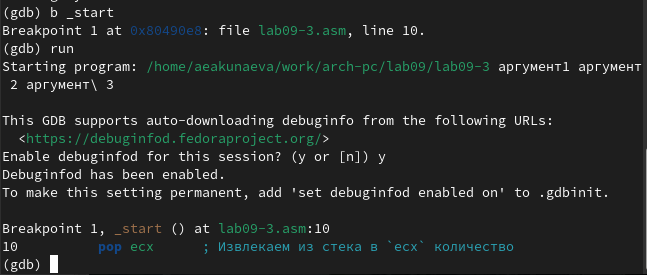 (gdb) b _start
Breakpoint 1 at 0x80490e8: file lab09-3.asm, line 10.
(gdb) run
Starting program: /home/aeakunaeva/work/arch-pc/lab09/lab09-3 аргумент1 аргумент
 2 аргумент\ 3

This GDB supports auto-downloading debuginfo from the following URLs:
  <https://debuginfod.fedoraproject.org/>
Enable debuginfod for this session? (y or [n]) y
Debuginfod has been enabled.
To make this setting permanent, add 'set debuginfod enabled on' to .gdbinit.

Breakpoint 1, _start () at lab09-3.asm:10
10          pop ecx      ; Извлекаем из стека в `ecx` количество
(gdb)